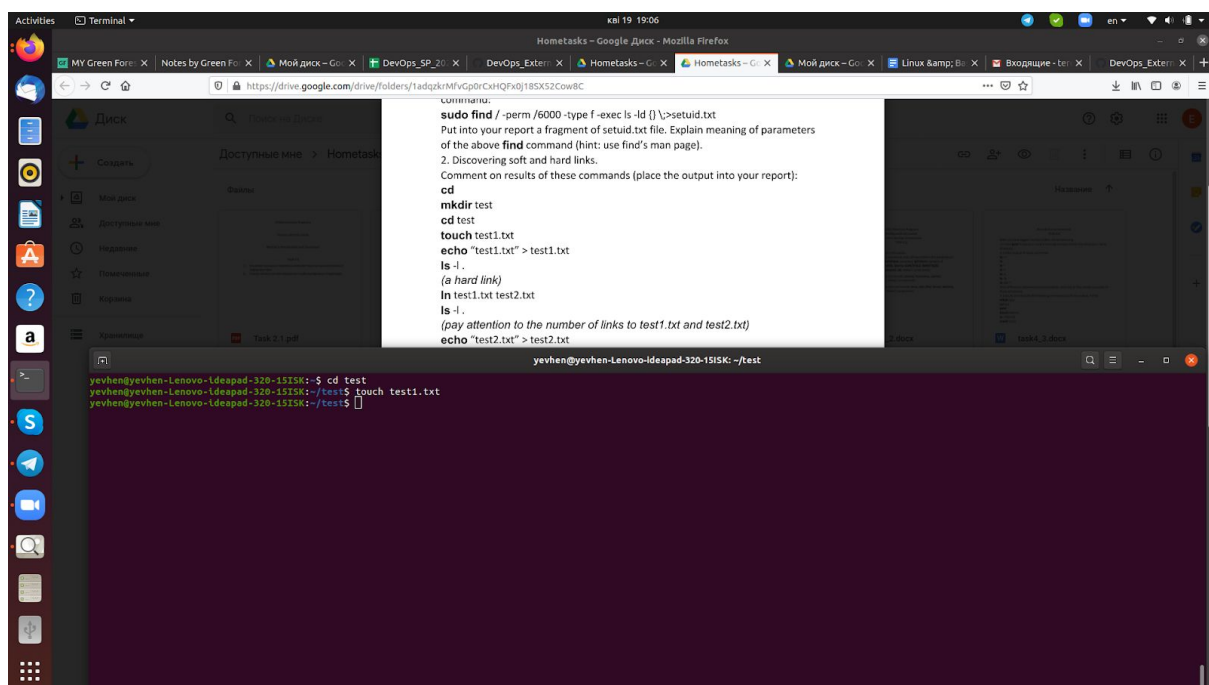 Activities Terminal ▾ кві 19 19:06 en ▾
Hometasks – Google Диск - Mozilla Firefox
MY Green Fores X Notes by Green For X Мой диск – Goo X DevOps_SP_20 X DevOps_Extern X Hometasks – Go X Hometasks – Go X Мой диск – Goo X Linux &amp; Ba X Входящие - ter X DevOps_Extern X +
https://drive.google.com/drive/folders/1adqzkrMfvGp0rCxHQFx0j18SX52Cow8C
command:
Диск
sudo find / -perm /6000 -type f -exec ls -ld {} \;>setuid.txt
Put into your report a fragment of setuid.txt file. Explain meaning of parameters
of the above find command (hint: use find's man page).
Создать Доступные мне > Hometask
2. Discovering soft and hard links.
Comment on results of these commands (place the output into your report):
Файлы Название
cd
Мой диск
mkdir test
cd test
Доступные мне
touch test1.txt
echo “test1.txt” > test1.txt
Недавние
ls -l .
(a hard link)
Помеченные
ln test1.txt test2.txt
Корзина
ls -l .
(pay attention to the number of links to test1.txt and test2.txt)
Хранилище Task 2.1 pdf task4_3.docx
echo “test2.txt” > test2.txt
yevhen@yevhen-Lenovo-ideapad-320-15ISK: ~/test
yevhen@yevhen-Lenovo-ideapad-320-15ISK:~$ cd test
yevhen@yevhen-Lenovo-ideapad-320-15ISK:~/test$ touch test1.txt
yevhen@yevhen-Lenovo-ideapad-320-15ISK:~/test$